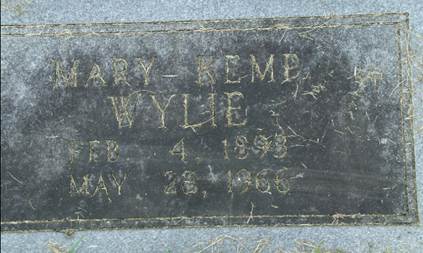 MARY KEMP
WYLIE
FEB 4, 1898
MAY 28, 1966